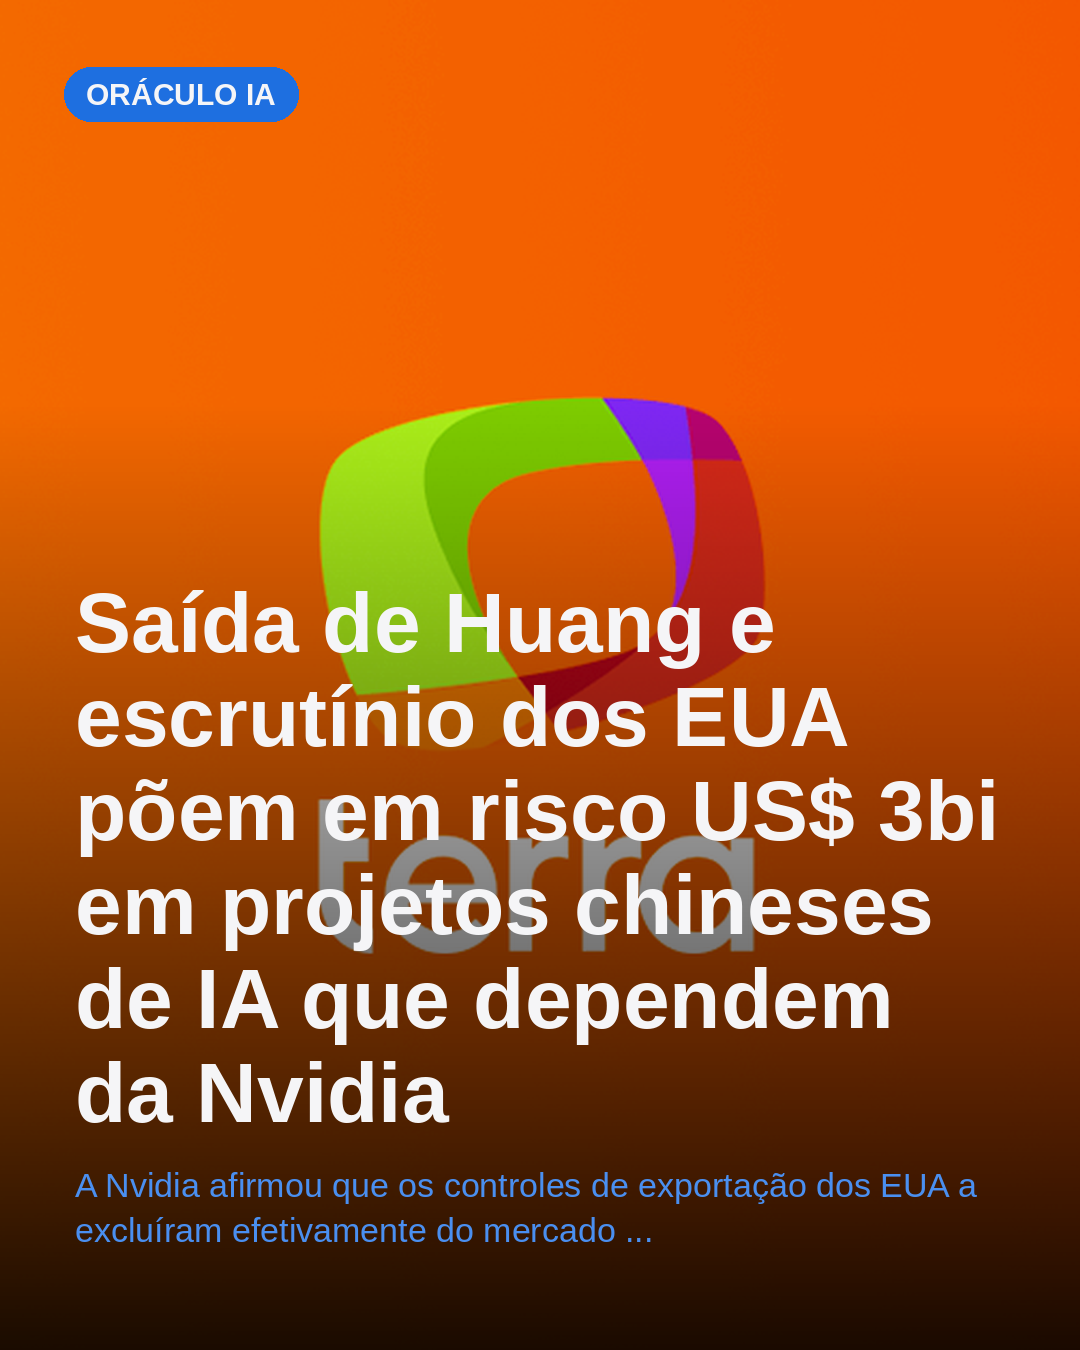 ORÁCULO IA
Saída de Huang e
escrutínio dos EUA
põem em risco US$ 3bi
em projetos chineses
de IA que dependem
da Nvidia
terra
A Nvidia afirmou que os controles de exportação dos EUA a
excluíram efetivamente do mercado ...